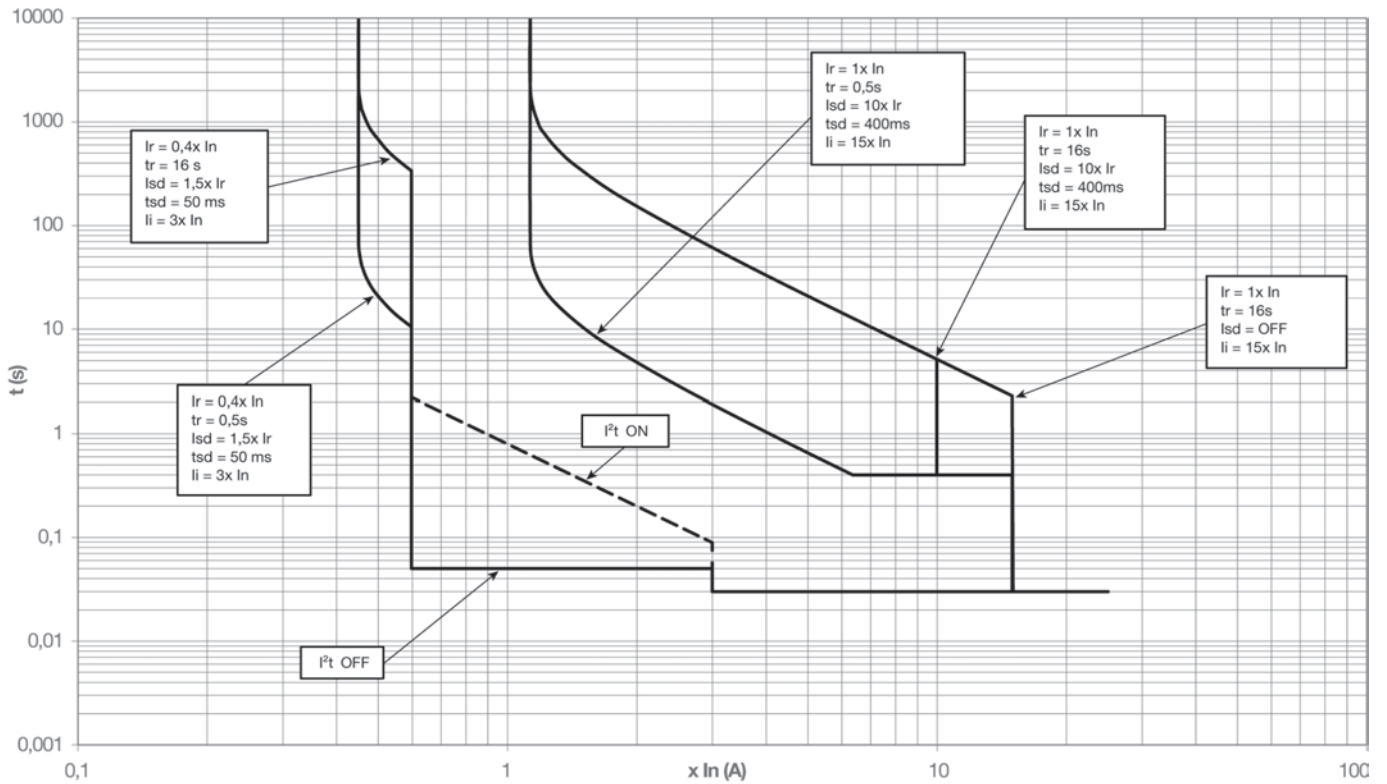 10000
1000
100
10
1
0,1
0,01
0,001
t (s)
Ir = 0,4x In
tr = 16 s
Isd = 1,5x Ir
tsd = 50 ms
Ii = 3x In
Ir = 0,4x In
tr = 0,5s
Isd = 1,5x Ir
tsd = 50 ms
Ii = 3x In
Ir = 1x In
tr = 0,5s
Isd = 10x Ir
tsd = 400ms
Ii = 15x In
Ir = 1x In
tr = 16s
Isd = 10x Ir
tsd = 400ms
Ii = 15x In
Ir = 1x In
tr = 16s
Isd = OFF
Ii = 15x In
I²t ON
I²t OFF
0,1
1
x In (A)
10
100